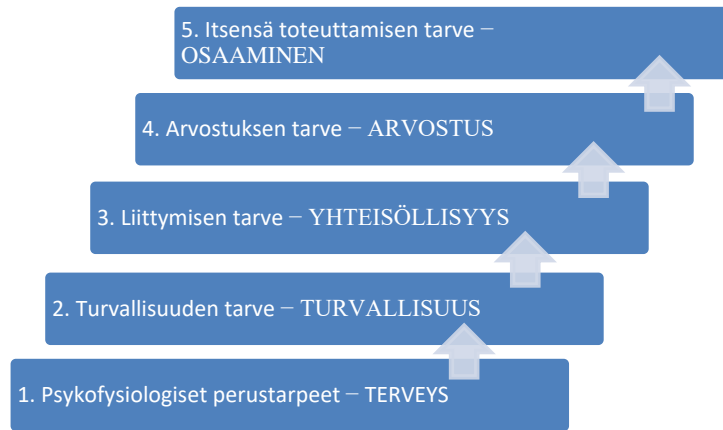 5. Itsensä toteuttamisen tarve –
OSAAMINEN
4. Arvostuksen tarve – ARVOSTUS
3. Liittymisen tarve – YHTEISÖLLISYYS
2. Turvallisuuden tarve – TURVALLISUUS
1. Psykofysiologiset perustarpeet – TERVEYS